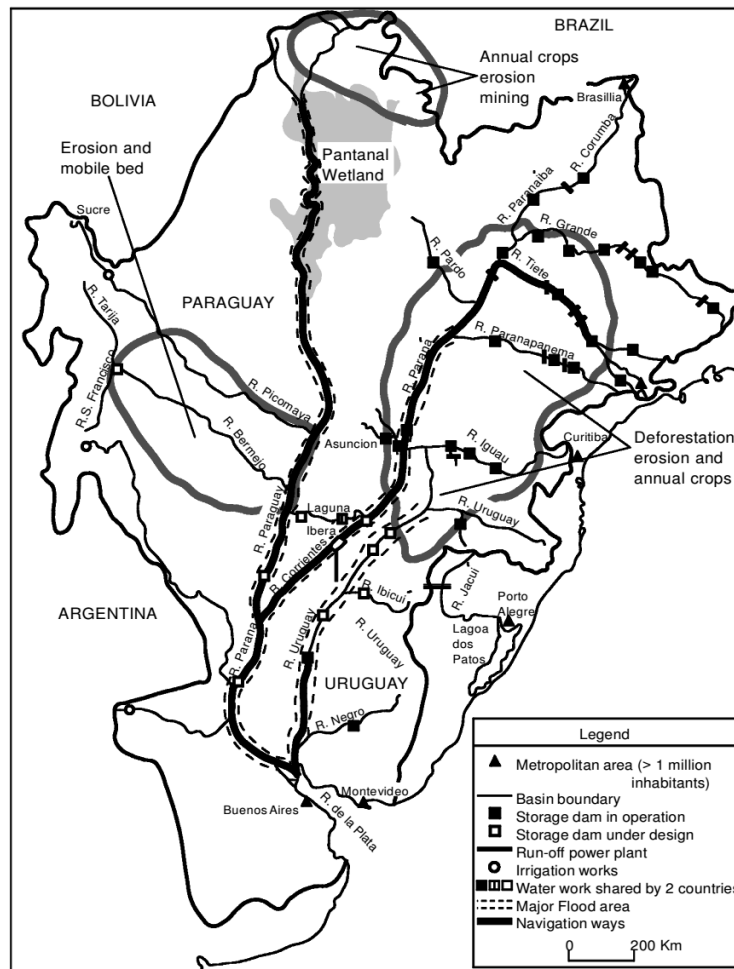 BRAZIL
Annual crops
erosion
mining
BOLIVIA
Brasillia
Erosion and
mobile bed
Pantanal
Wetland
R. Corumba
R. Paranaiba
Sucre
R. Grande
R. Pardo
R. Tiete
R. Tarija
PARAGUAY
R. Paranapanema
R. Parana
R.S. Francisco
R. Picomaya
R. Bermejo
Asuncion
R. Iguau
Curitiba
Deforestation
erosion and
annual crops
Laguna
Ibera
R. Uruguay
R. Paraguay
R. Corrientes
R. Ibicui
R. Jacui
Porto
Alegre
ARGENTINA
R. Parana
R. Uruguay
R. Uruguay
Lagoa
dos
Patos
URUGUAY
R. Negro
Montevideo
Buenos Aires
R. de la Plata
Legend
Metropolitan area (> 1 million
inhabitants)
Basin boundary
Storage dam in operation
Storage dam under design
Run-off power plant
Irrigation works
Water work shared by 2 countries
Major Flood area
Navigation ways
0 200 Km